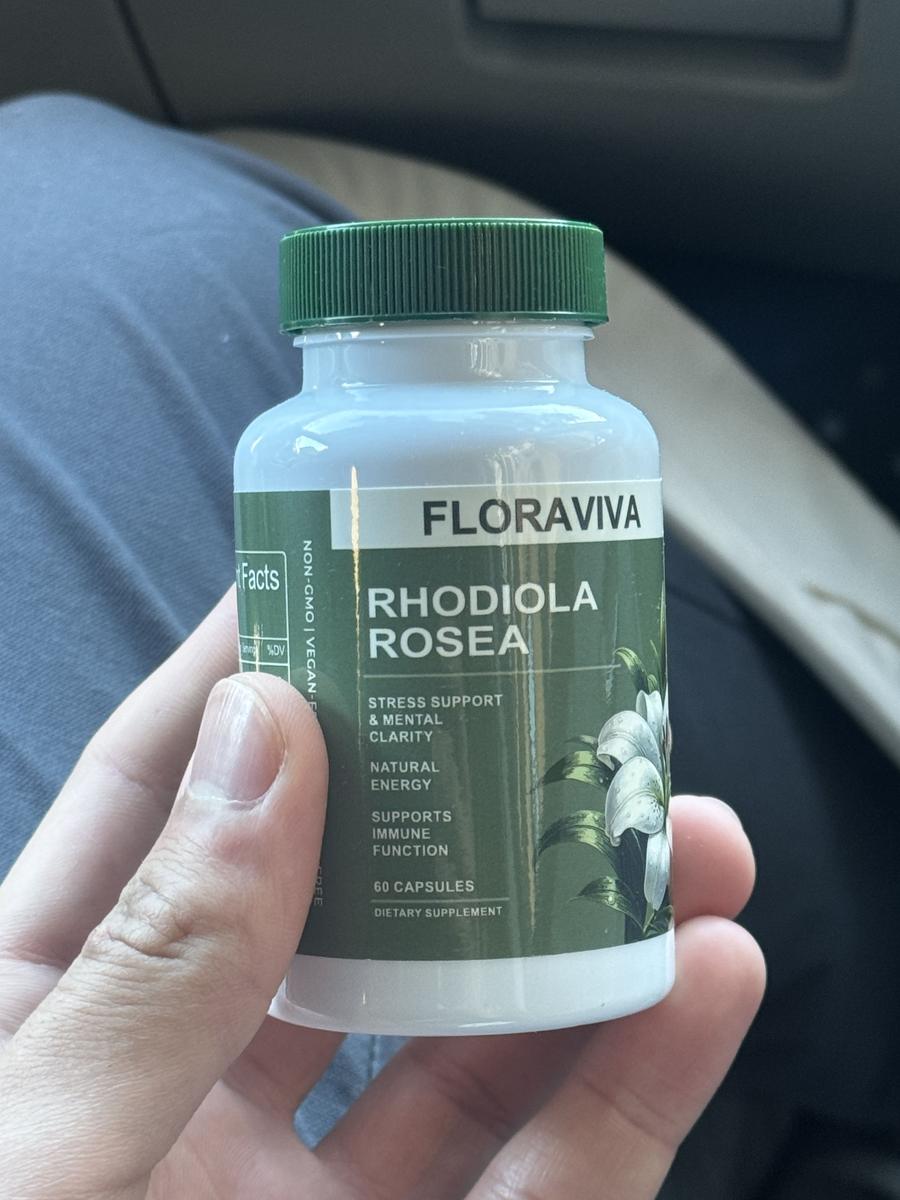 FLORAVIVA
RHODIOLA
ROSEA
STRESS SUPPORT
& MENTAL
CLARITY
NATURAL
ENERGY
SUPPORTS
IMMUNE
FUNCTION
60 CAPSULES
DIETARY SUPPLEMENT
NON-GMO | VEGAN-
Facts
%DV